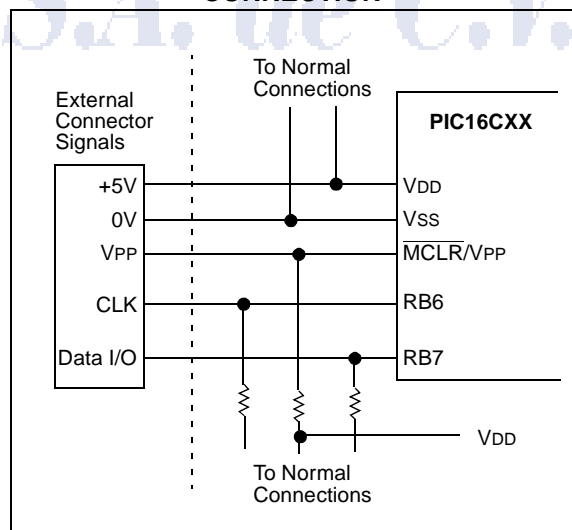 CONNECTION
S.A. de C.V.
To Normal
Connections
External
Connector
Signals
PIC16CXX
+5V
VDD
0V
VSS
VPP
MCLR/VPP
CLK
RB6
Data I/O
RB7
VDD
To Normal
Connections